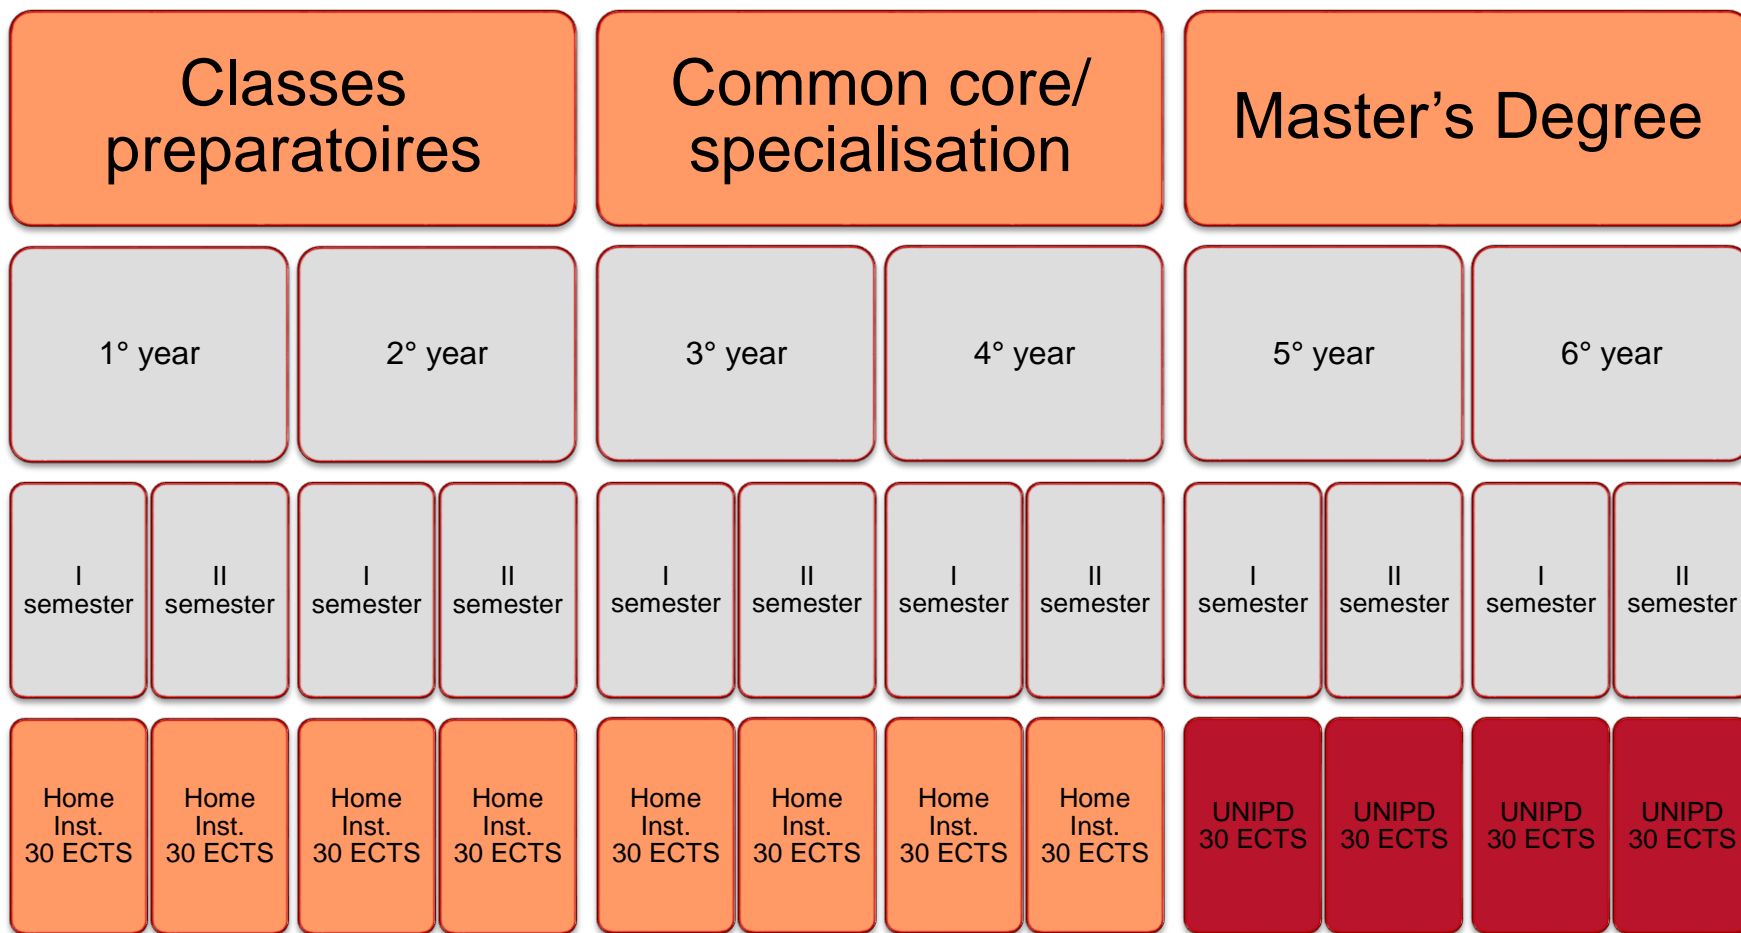 Classes
preparatoires
Common core/
specialisation
Master’s Degree
1° year
2° year
3° year
4° year
5° year
6° year
I
semester
II
semester
I
semester
II
semester
I
semester
II
semester
I
semester
II
semester
I
semester
II
semester
I
semester
II
semester
Home
Inst.
30 ECTS
Home
Inst.
30 ECTS
Home
Inst.
30 ECTS
Home
Inst.
30 ECTS
Home
Inst.
30 ECTS
Home
Inst.
30 ECTS
Home
Inst.
30 ECTS
Home
Inst.
30 ECTS
UNIPD
30 ECTS
UNIPD
30 ECTS
UNIPD
30 ECTS
UNIPD
30 ECTS